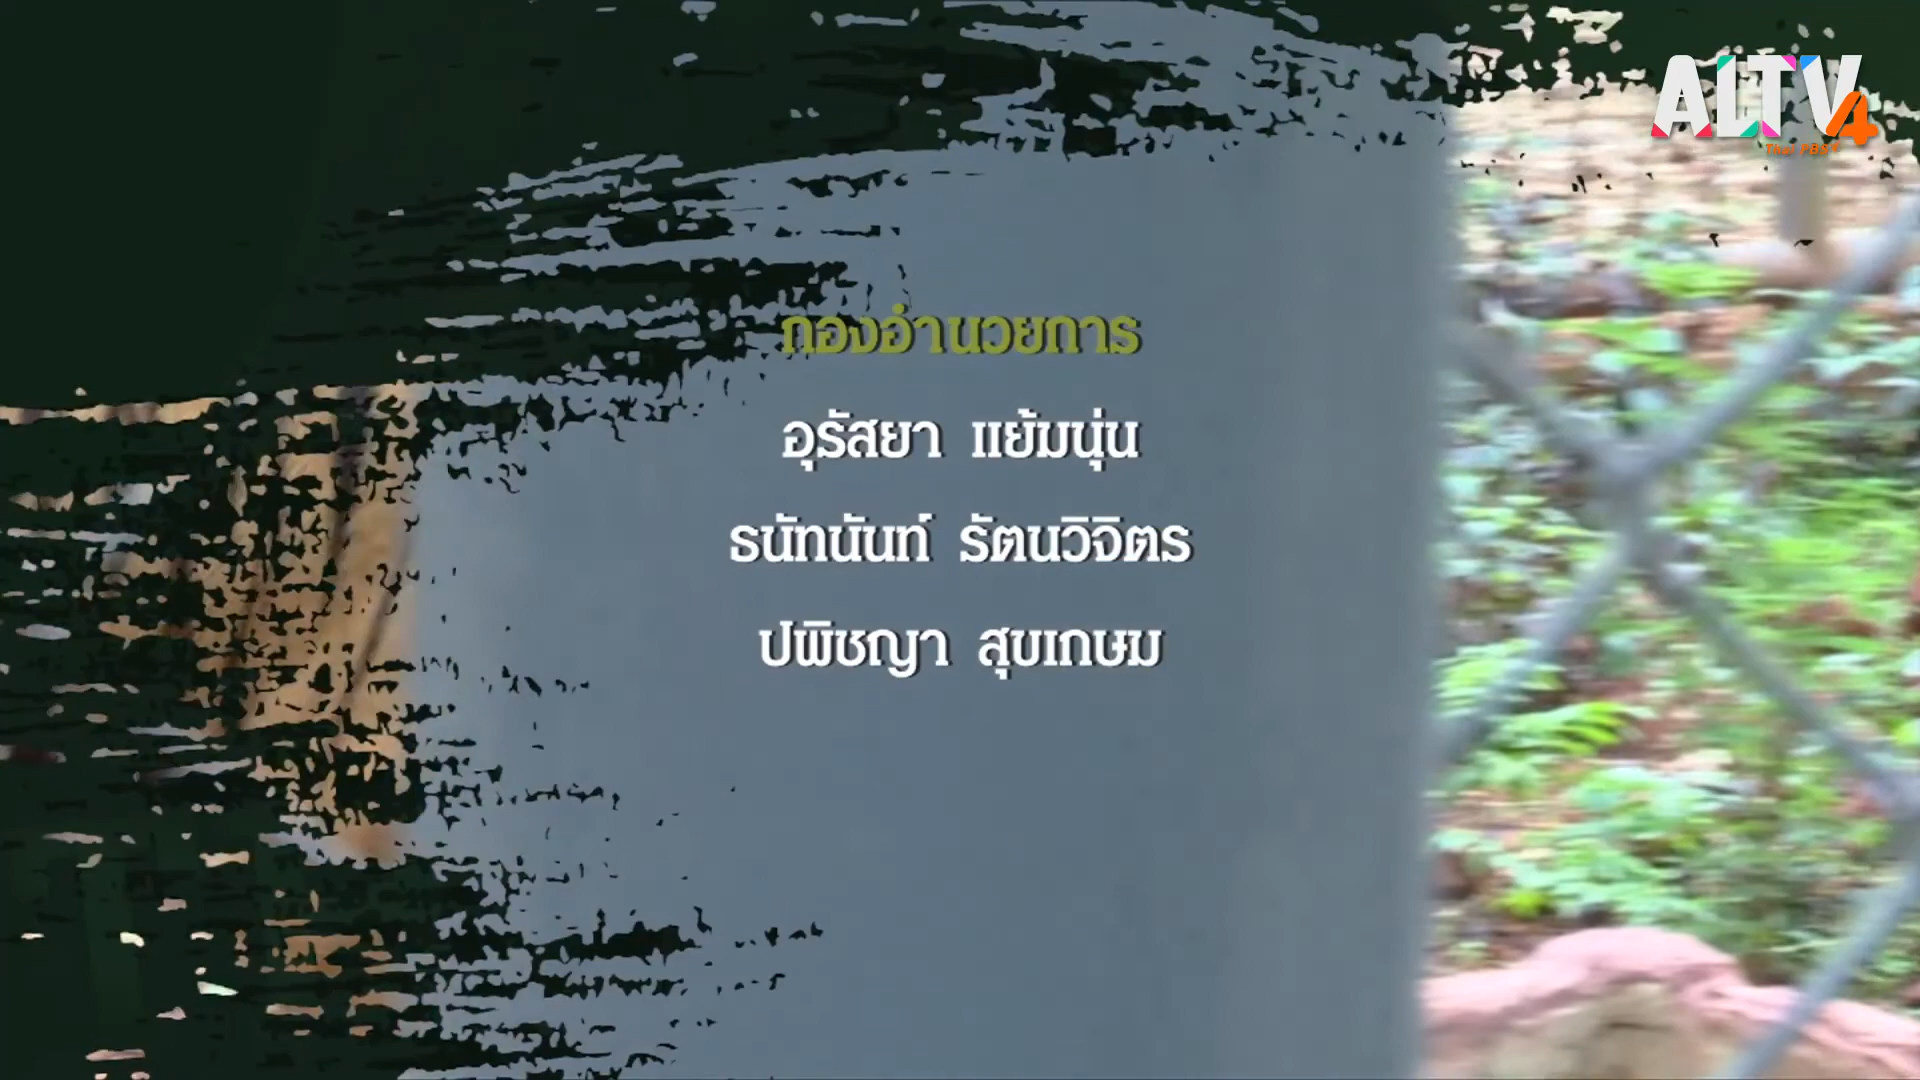 ALTV4
Thai PBS
กองอำนวยการ
อุรัสยา แย้มนุ่น
ธนัทนันท์ รัตนวิจิตร
ปพิชญา สุขเกษม